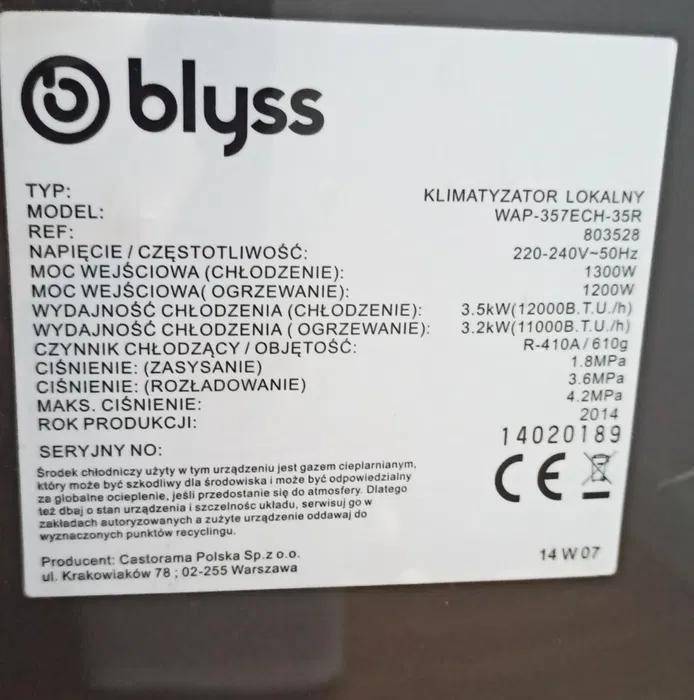 blyss
TYP: KLIMATYZATOR LOKALNY
MODEL: WAP-357ECH-35R
REF: 803528
NAPIĘCIE / CZĘSTOTLIWOŚĆ: 220-240V~50Hz
MOC WEJŚCIOWA (CHŁODZENIE): 1300W
MOC WEJŚCIOWA( OGRZEWANIE): 1200W
WYDAJNOŚĆ CHŁODZENIA (CHŁODZENIE): 3.5kW(12000B.T.U./h)
WYDAJNOŚĆ CHŁODZENIA ( OGRZEWANIE): 3.2kW(11000B.T.U./h)
CZYNNIK CHŁODZĄCY / OBJĘTOŚĆ: R-410A/610g
CIŚNIENIE: (ZASYSANIE) 1.8MPa
CIŚNIENIE: (ROZŁADOWANIE) 3.6MPa
MAKS. CIŚNIENIE: 4.2MPa
ROK PRODUKCJI: 2014
SERYJNY NO: 14020189
Środek chłodniczy użyty w tym urządzeniu jest gazem cieplarnianym,
który może być szkodliwy dla środowiska i może być odpowiedzialny
za globalne ocieplenie, jeśli przedostanie się do atmosfery. Dlatego
też dbaj o stan urządzenia i szczelnośc układu, serwisuj go w
zakładach autoryzowanych a zużyte urządzenie oddawaj do
wyznaczonych punktów recyclingu.
CE
Producent: Castorama Polska Sp.z o.o.
ul. Krakowiaków 78 ; 02-255 Warszawa
14 W 07